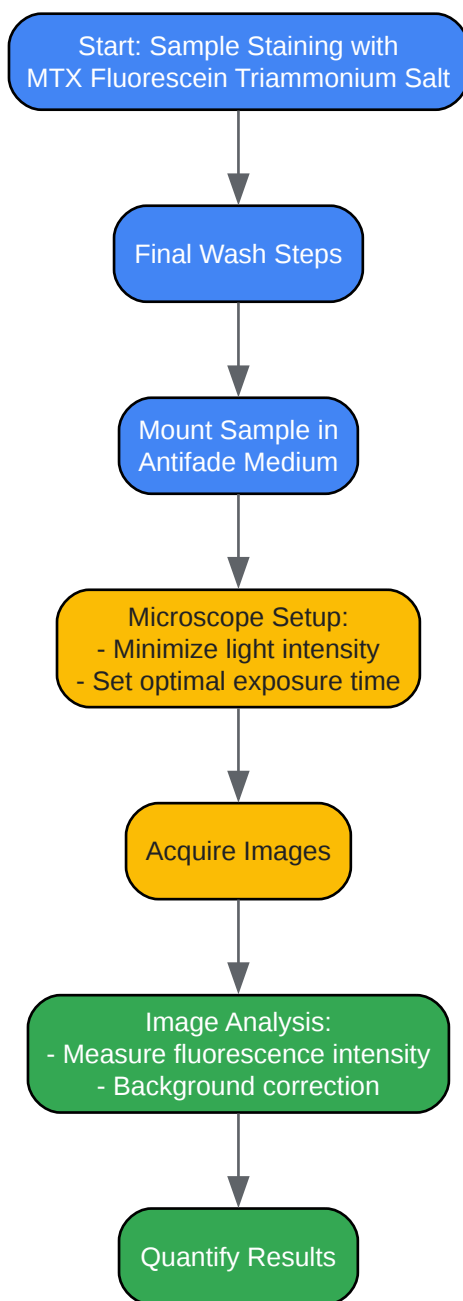 Start: Sample Staining with
MTX Fluorescein Triammonium Salt
Final Wash Steps
Mount Sample in
Antifade Medium
Microscope Setup:
- Minimize light intensity
- Set optimal exposure time
Acquire Images
Image Analysis:
- Measure fluorescence intensity
- Background correction
Quantify Results